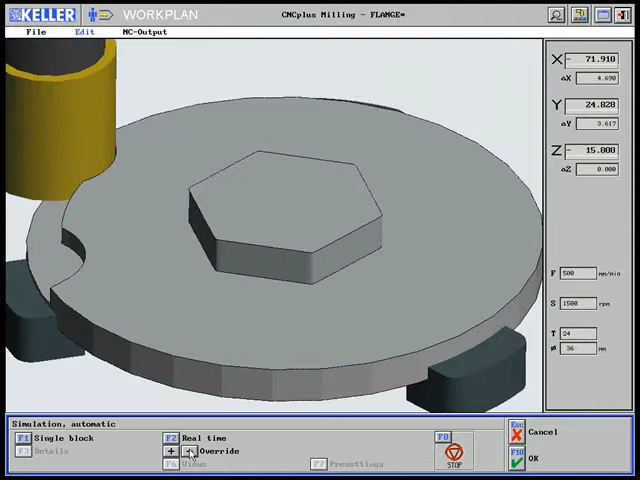 KELLER WORKPLAN CNCplus Milling - FLANGE*
File Edit NC-Output
X - 71.918
ΔX 4.690
Y 24.828
ΔY 3.617
Z - 15.000
ΔZ 0.000
F 500 mm/min
S 1500 rpm
T 24
ø 36 mm
Simulation, automatic
F1 Single block F2 Real time F8 Esc Cancel
F3 Details + - Override STOP F10 OK
F6 Views F7 Presettings